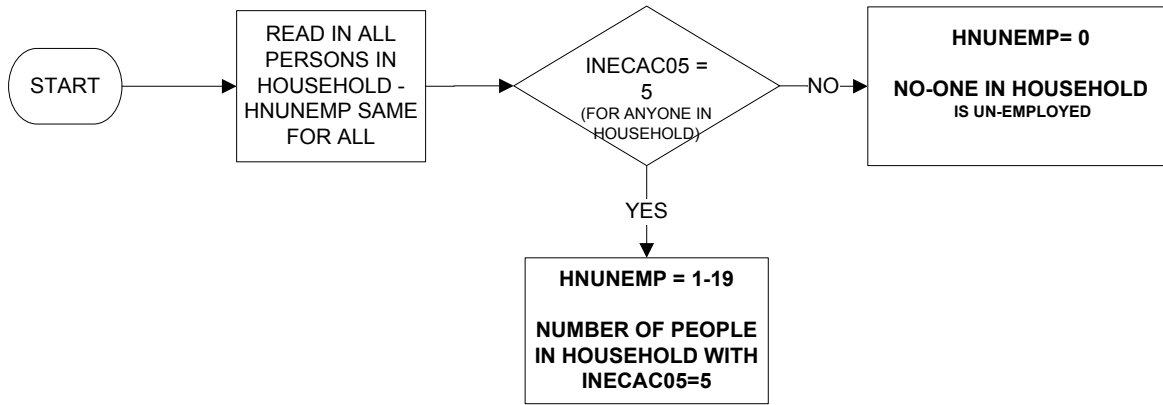 START
READ IN ALL
PERSONS IN
HOUSEHOLD -
HNUNEMP SAME
FOR ALL
INECAC05 =
5
(FOR ANYONE IN
HOUSEHOLD)
NO
HNUNEMP= 0
NO-ONE IN HOUSEHOLD
IS UN-EMPLOYED
YES
HNUNEMP = 1-19
NUMBER OF PEOPLE
IN HOUSEHOLD WITH
INECAC05=5